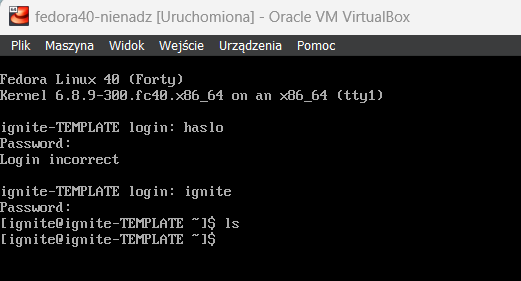 fedora40-nienadz [Uruchomiona] - Oracle VM VirtualBox
Plik Maszyna Widok Wejście Urządzenia Pomoc
Fedora Linux 40 (Forty)
Kernel 6.8.9-300.fc40.x86_64 on an x86_64 (tty1)
ignite-TEMPLATE login: haslo
Password:
Login incorrect
ignite-TEMPLATE login: ignite
Password:
[ignite@ignite-TEMPLATE ~]$ ls
[ignite@ignite-TEMPLATE ~]$